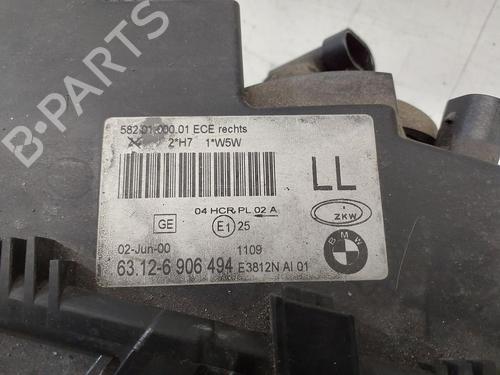 582.01.000.01 ECE rechts
2*H7 1*W5W
LL
04 HCR PL 02 A
ZKW
GE
E1 25
BMW
02-Jun-00 1109
63.12-6 906 494 E3812N AI 01
B-PARTS